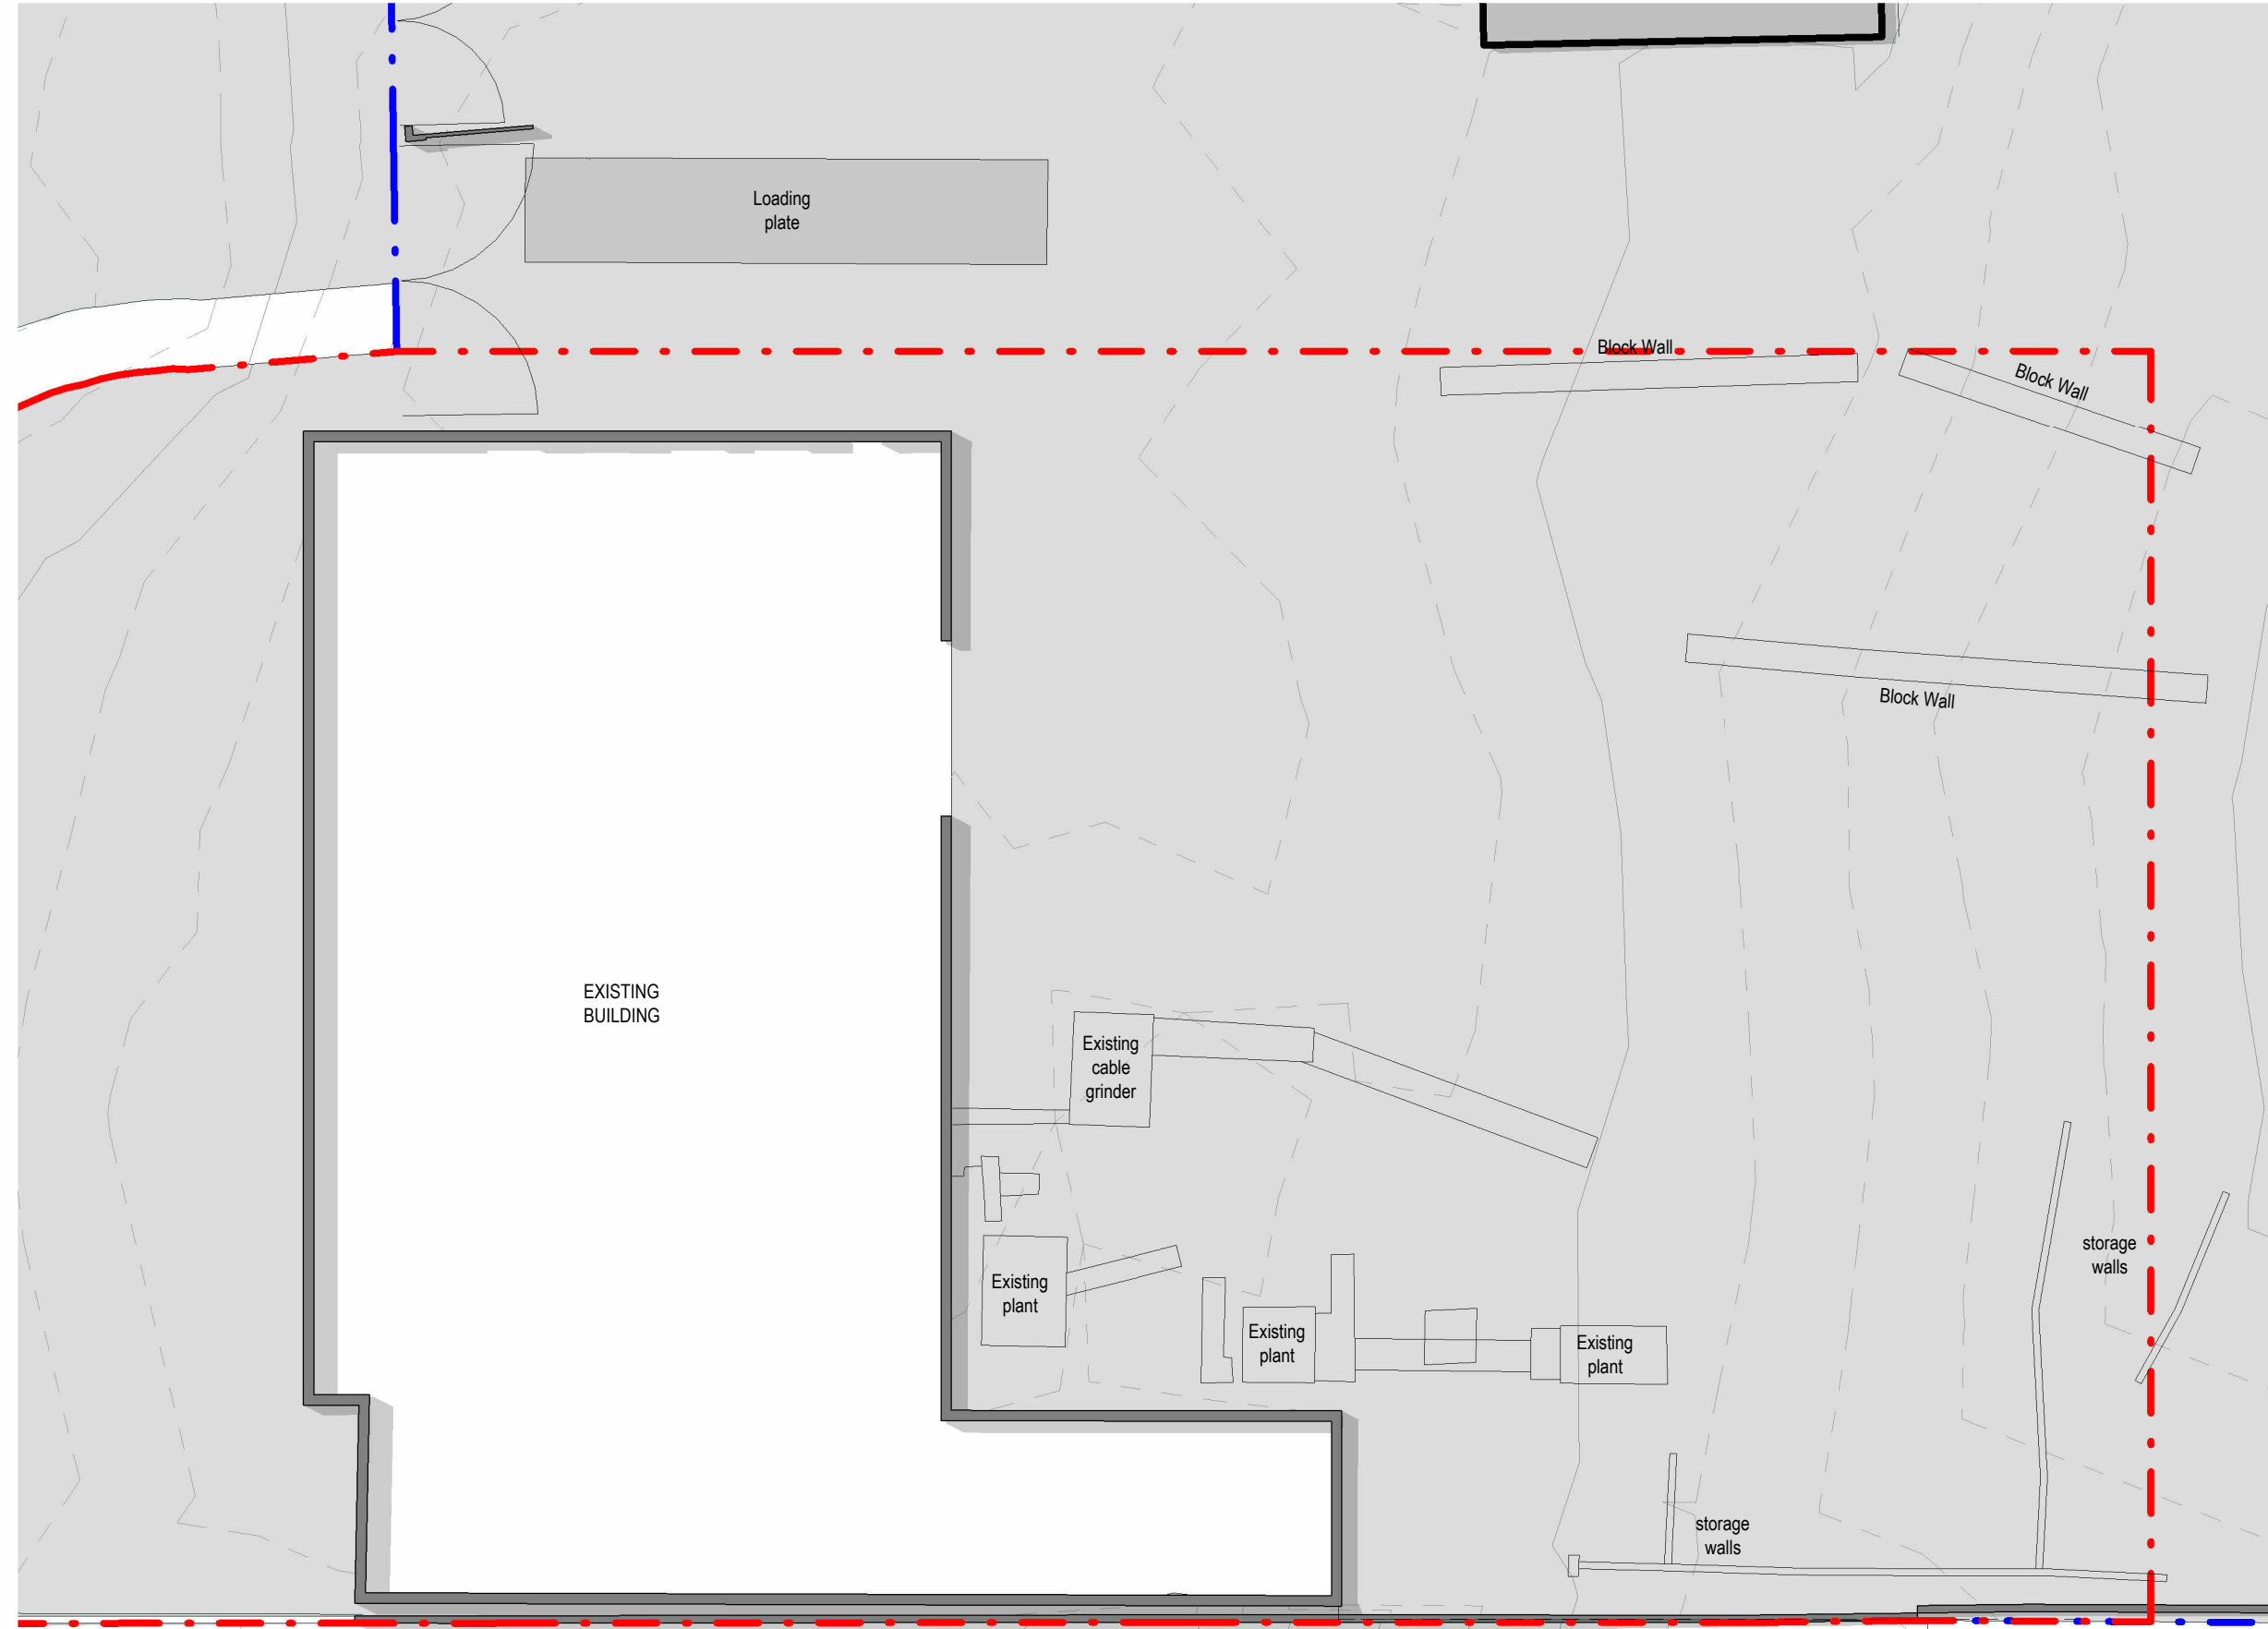 Loading
plate
Block Wall
Block Wall
Block Wall
EXISTING
BUILDING
Existing
cable
grinder
Existing
plant
Existing
plant
Existing
plant
storage
walls
storage
walls